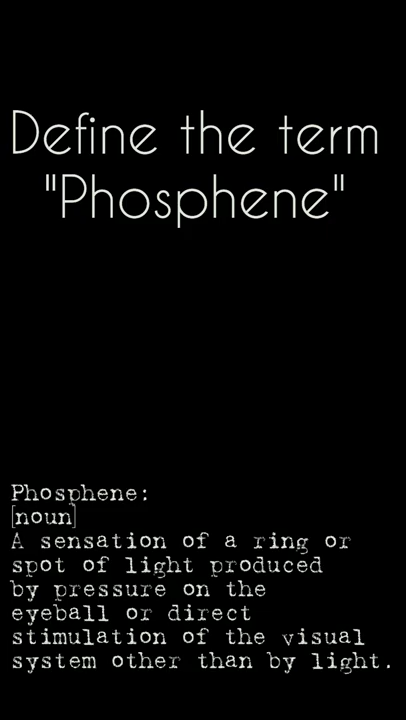 Define the term
"Phosphene"
Phosphene:
[noun]
A sensation of a ring or
spot of light produced
by pressure on the
eyeball or direct
stimulation of the visual
system other than by light.